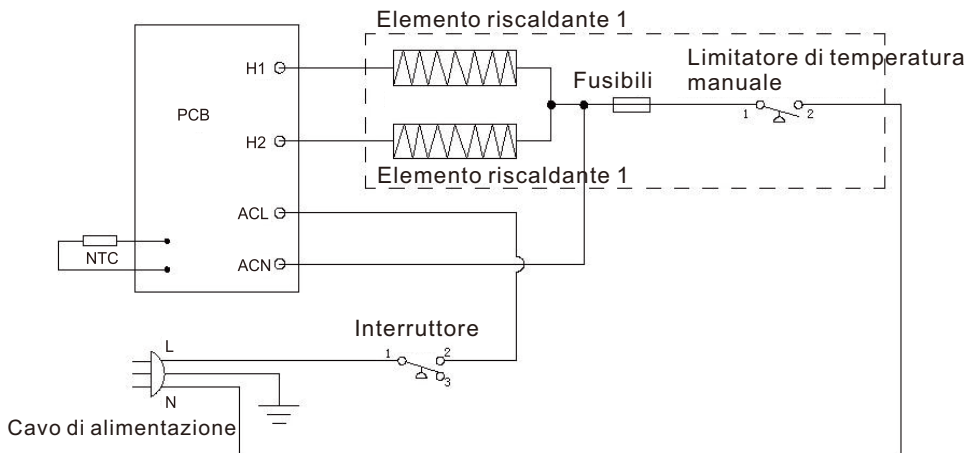 Elemento riscaldante 1
H1
Fusibili
Limitatore di temperatura
manuale
1
2
PCB
H2
Elemento riscaldante 1
ACL
NTC
ACN
Interruttore
L
1
2
3
N
Cavo di alimentazione